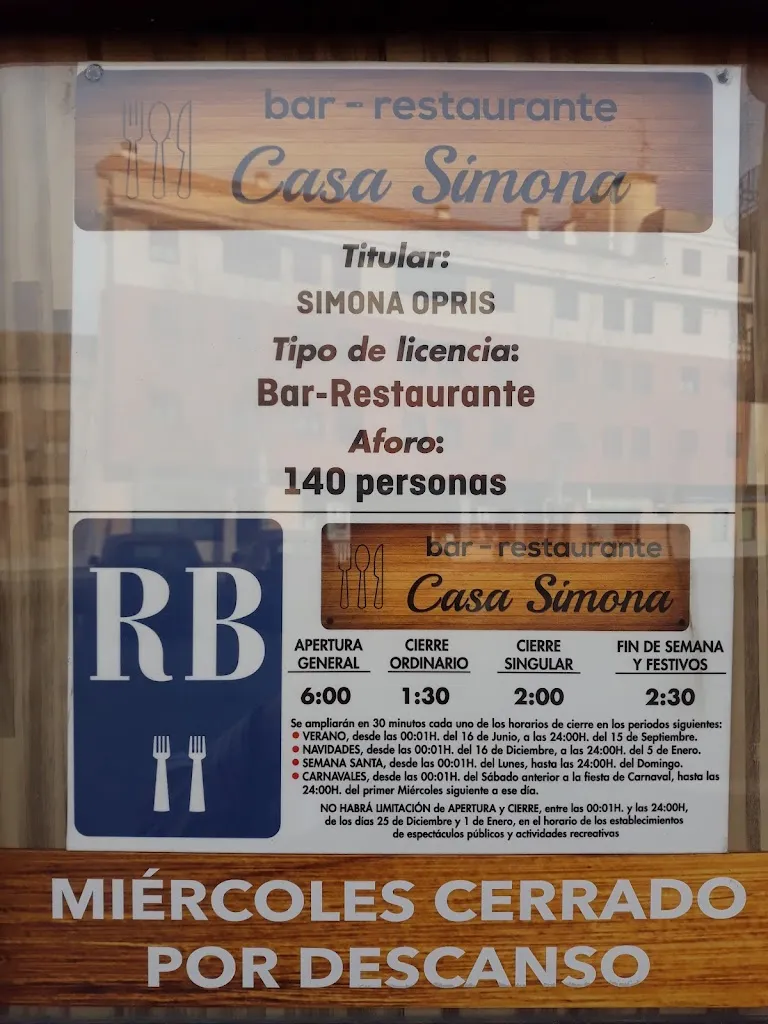 bar - restaurante
Casa Simona
Titular:
SIMONA OPRIS
Tipo de licencia:
Bar-Restaurante
Aforo:
140 personas
RB
bar - restaurante
Casa Simona
APERTURA GENERAL
6:00
CIERRE ORDINARIO
1:30
CIERRE SINGULAR
2:00
FIN DE SEMANA Y FESTIVOS
2:30
Se ampliarán en 30 minutos cada uno de los horarios de cierre en los periodos siguientes:
• VERANO, desde las 00:01H. del 16 de Junio, a las 24:00H. del 15 de Septiembre.
• NAVIDADES, desde las 00:01H. del 16 de Diciembre, a las 24:00H. del 5 de Enero.
• SEMANA SANTA, desde las 00:01H. del Lunes, hasta las 24:00H. del Domingo.
• CARNAVALES, desde las 00:01H. del Sábado anterior a la fiesta de Carnaval, hasta las
24:00H. del primer Miércoles siguiente a ese día.
NO HABRÁ LIMITACIÓN de APERTURA y CIERRE, entre las 00:01H. y las 24:00H,
de los días 25 de Diciembre y 1 de Enero, en el horario de los establecimientos
de espectáculos públicos y actividades recreativas
MIÉRCOLES CERRADO
POR DESCANSO